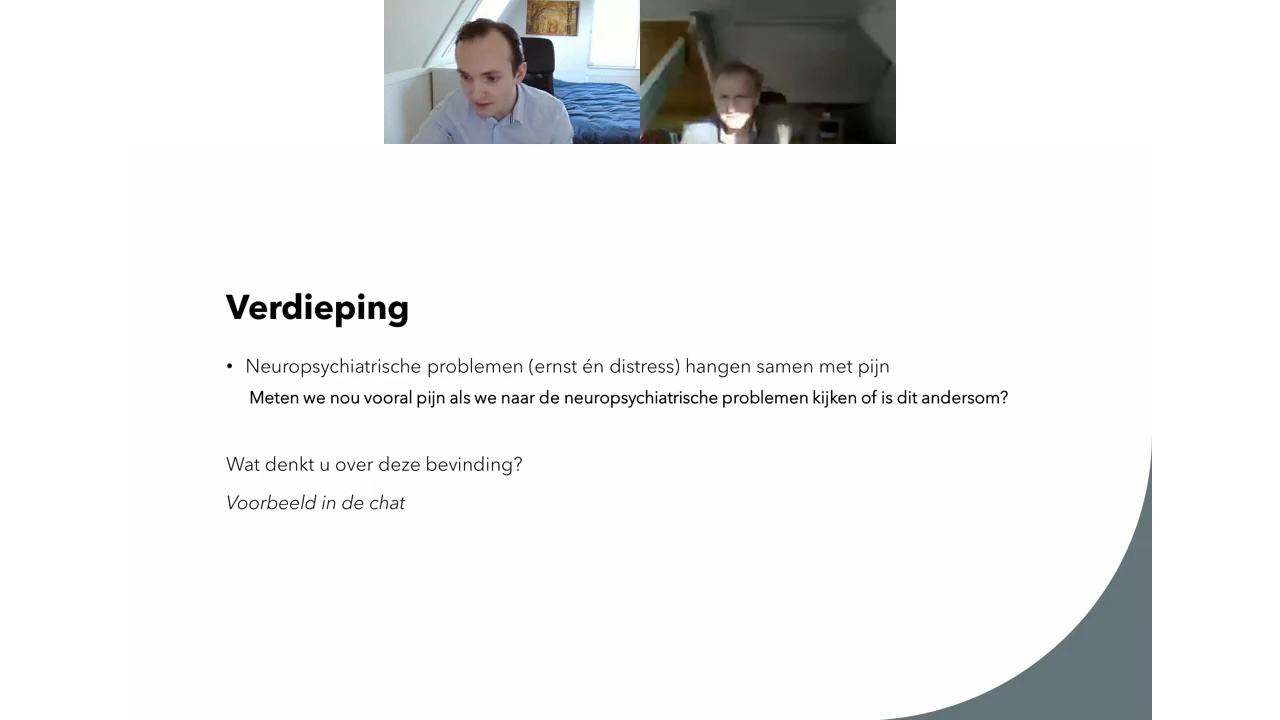 Verdieping
• Neuropsychiatrische problemen (ernst én distress) hangen samen met pijn
Meten we nou vooral pijn als we naar de neuropsychiatrische problemen kijken of is dit andersom?
Wat denkt u over deze bevinding?
Voorbeeld in de chat